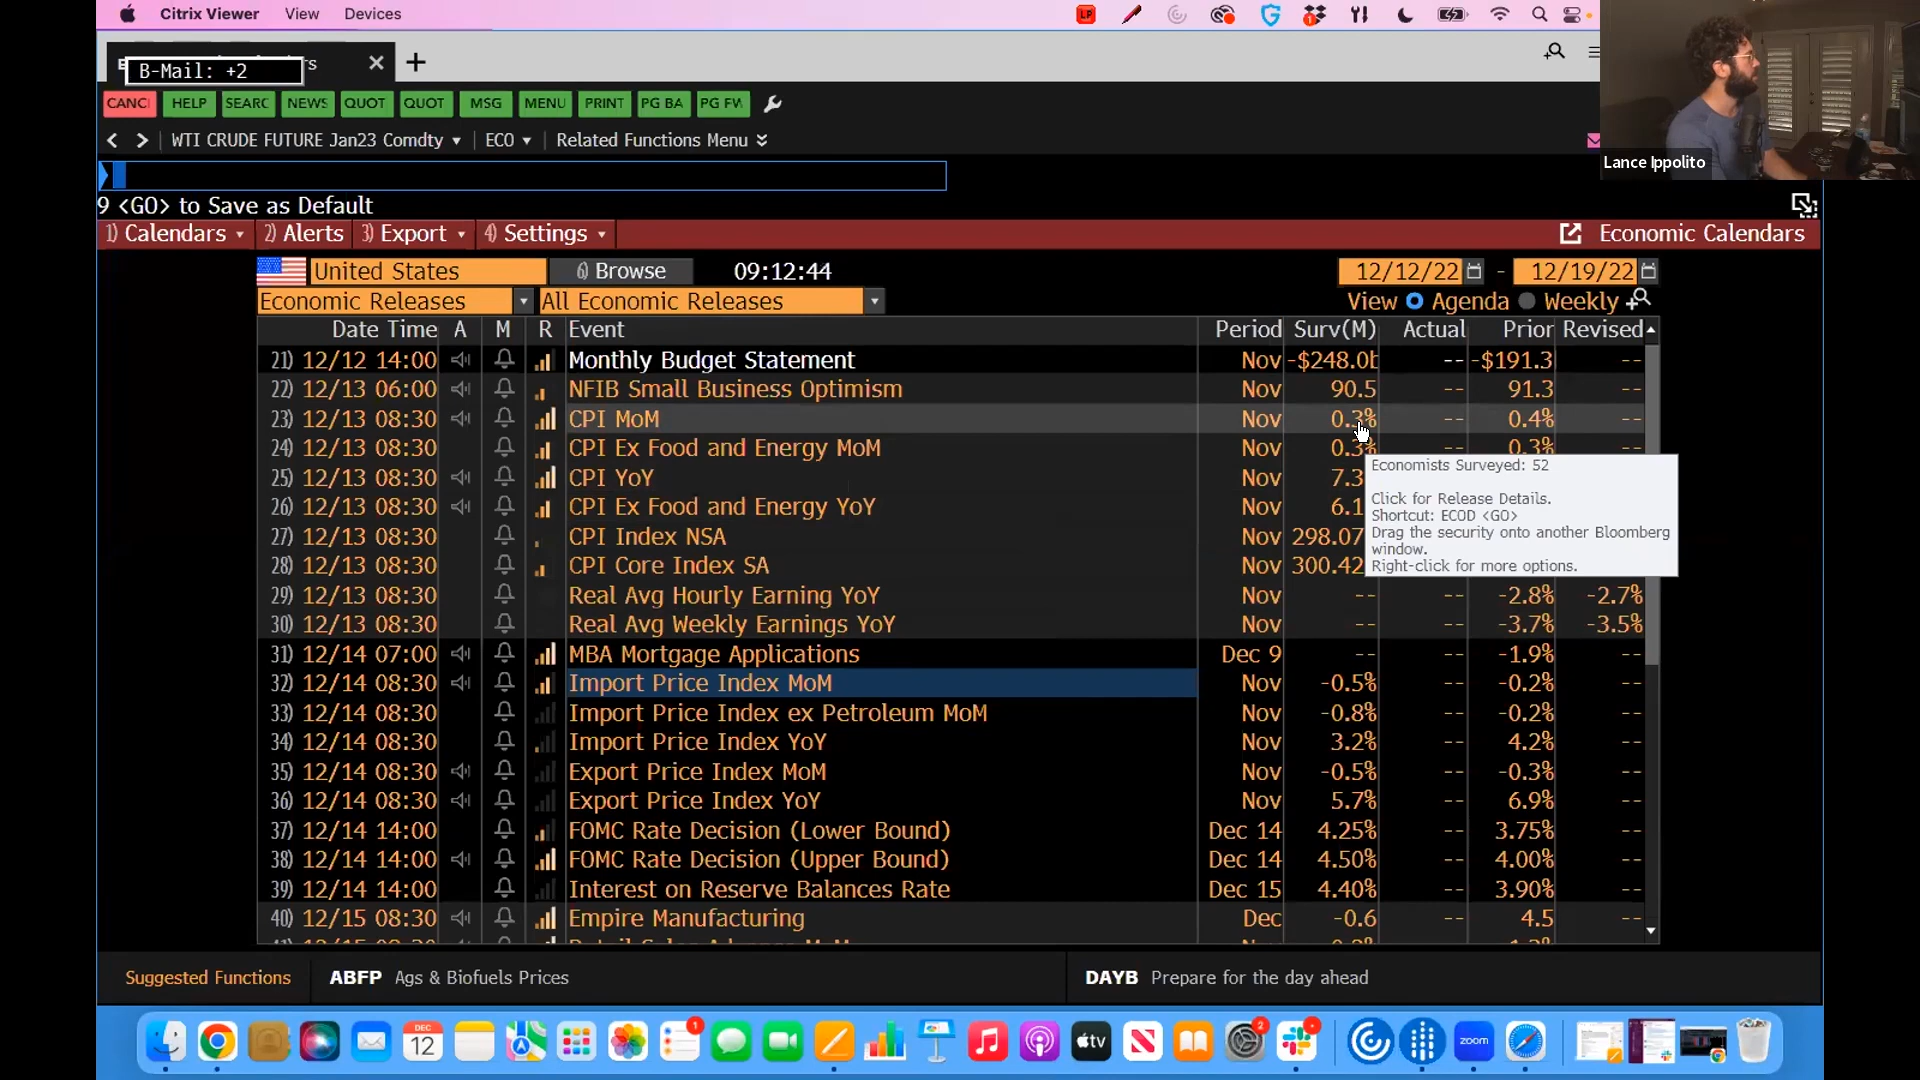 Citrix Viewer View Devices
B-Mail: +2
CANC HELP SEARC NEWS QUOT QUOT MSG MENU PRINT PG BA PG FW
WTI CRUDE FUTURE Jan23 Comdty ECO Related Functions Menu
Lance Ippolito
9 <GO> to Save as Default
1) Calendars 2) Alerts 3) Export 4) Settings Economic Calendars
United States 6) Browse 09:12:44 12/12/22 - 12/19/22
Economic Releases All Economic Releases View Agenda Weekly
Date Time A M R Event Period Surv(M) Actual Prior Revised
21) 12/12 14:00 Monthly Budget Statement Nov -$248.0b -- -$191.3 --
22) 12/13 06:00 NFIB Small Business Optimism Nov 90.5 -- 91.3 --
23) 12/13 08:30 CPI MoM Nov 0.3% -- 0.4% --
24) 12/13 08:30 CPI Ex Food and Energy MoM Nov 0.3% -- 0.3% --
25) 12/13 08:30 CPI YoY Nov 7.3
26) 12/13 08:30 CPI Ex Food and Energy YoY Nov 6.1
27) 12/13 08:30 CPI Index NSA Nov 298.07
28) 12/13 08:30 CPI Core Index SA Nov 300.42
Economists Surveyed: 52
Click for Release Details.
Shortcut: ECOD <GO>
Drag the security onto another Bloomberg
window.
Right-click for more options.
29) 12/13 08:30 Real Avg Hourly Earning YoY Nov -- -- -2.8% -2.7%
30) 12/13 08:30 Real Avg Weekly Earnings YoY Nov -- -- -3.7% -3.5%
31) 12/14 07:00 MBA Mortgage Applications Dec 9 -- -- -1.9% --
32) 12/14 08:30 Import Price Index MoM Nov -0.5% -- -0.2% --
33) 12/14 08:30 Import Price Index ex Petroleum MoM Nov -0.8% -- -0.2% --
34) 12/14 08:30 Import Price Index YoY Nov 3.2% -- 4.2% --
35) 12/14 08:30 Export Price Index MoM Nov -0.5% -- -0.3% --
36) 12/14 08:30 Export Price Index YoY Nov 5.7% -- 6.9% --
37) 12/14 14:00 FOMC Rate Decision (Lower Bound) Dec 14 4.25% -- 3.75% --
38) 12/14 14:00 FOMC Rate Decision (Upper Bound) Dec 14 4.50% -- 4.00% --
39) 12/14 14:00 Interest on Reserve Balances Rate Dec 15 4.40% -- 3.90% --
40) 12/15 08:30 Empire Manufacturing Dec -0.6 -- 4.5 --
Suggested Functions ABFP Ags & Biofuels Prices DAYB Prepare for the day ahead
DEC 12 1 tv 2 zoom